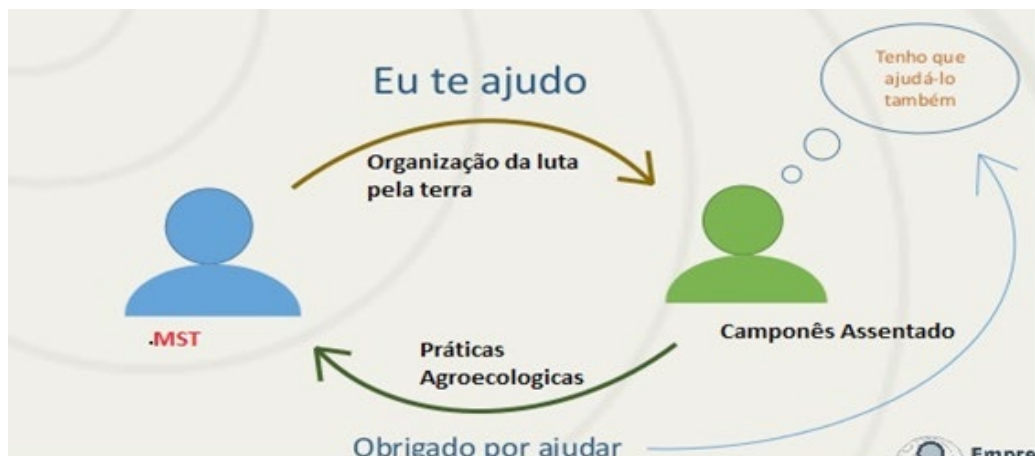 Eu te ajudo
Tenho que
ajudá-lo
também
Organização da luta
pela terra
.MST
Camponês Assentado
Práticas
Agroecologicas
Obrigado por ajudar